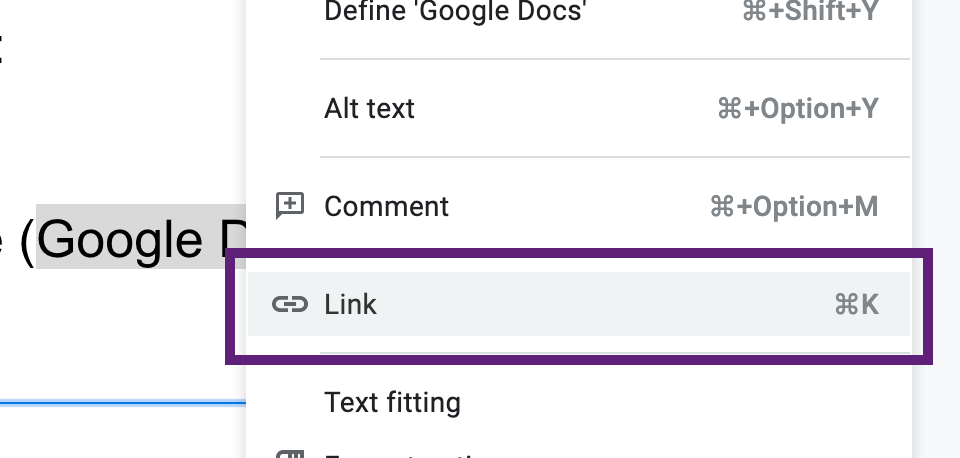 Define 'Google Docs' ⌘+Shift+Y
Alt text ⌘+Option+Y
Comment ⌘+Option+M
(Google D
Link ⌘K
Text fitting